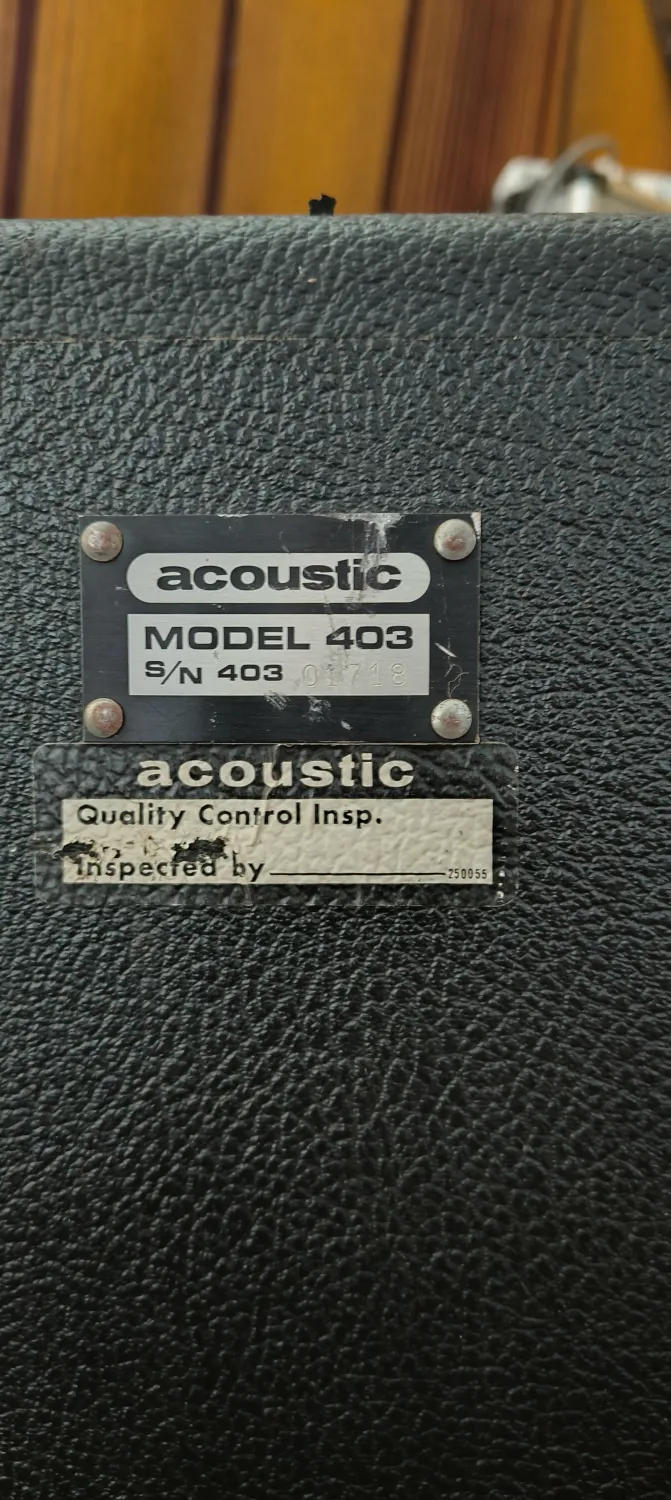 acoustic
MODEL 403
S/N 403 01718
acoustic
Quality Control Insp.
Inspected by
250055